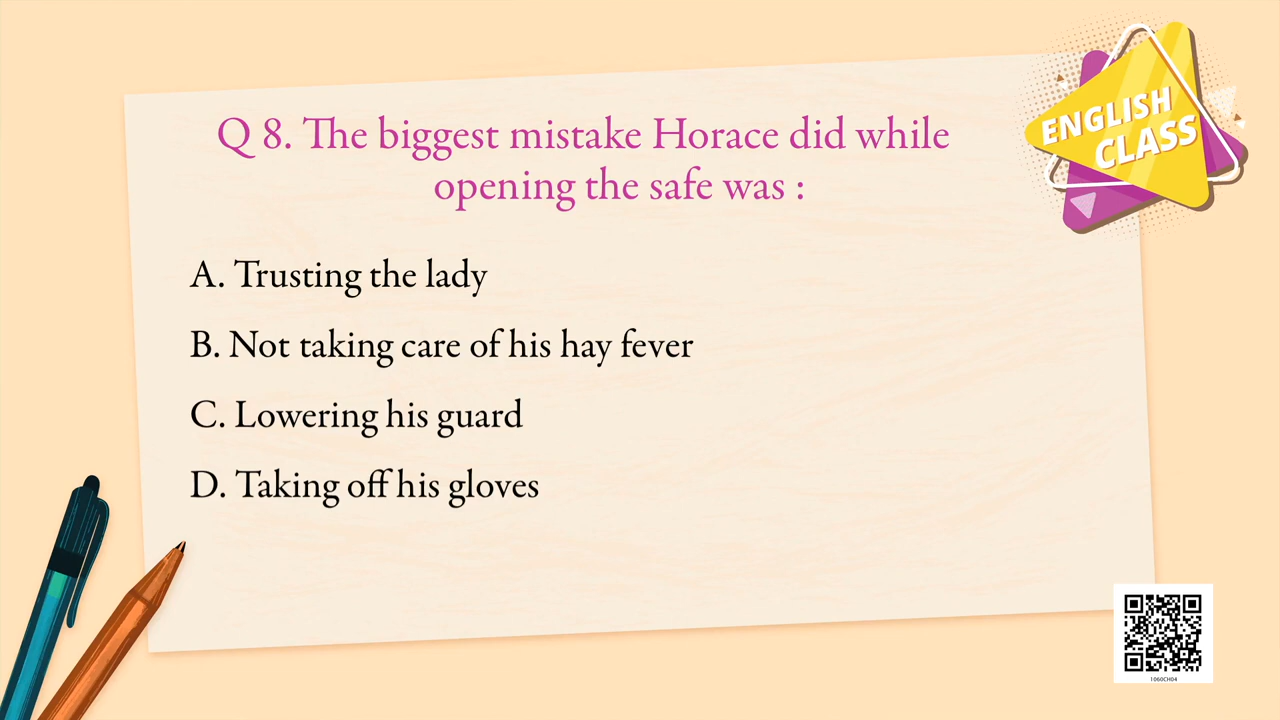 ENGLISH
CLASS
Q 8. The biggest mistake Horace did while
opening the safe was :
A. Trusting the lady
B. Not taking care of his hay fever
C. Lowering his guard
D. Taking off his gloves
1060CH04